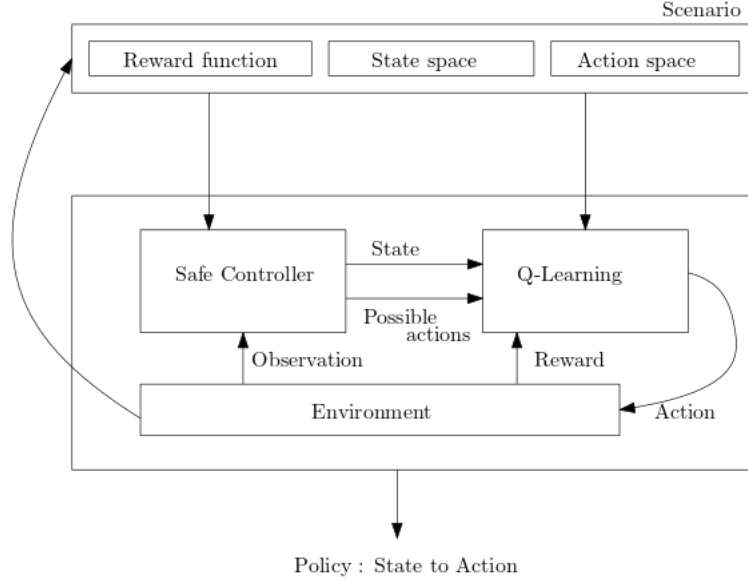 Scenario
Reward function
State space
Action space
State
Safe Controller
Q-Learning
Possible
actions
Observation
Reward
Environment
Action
Policy : State to Action